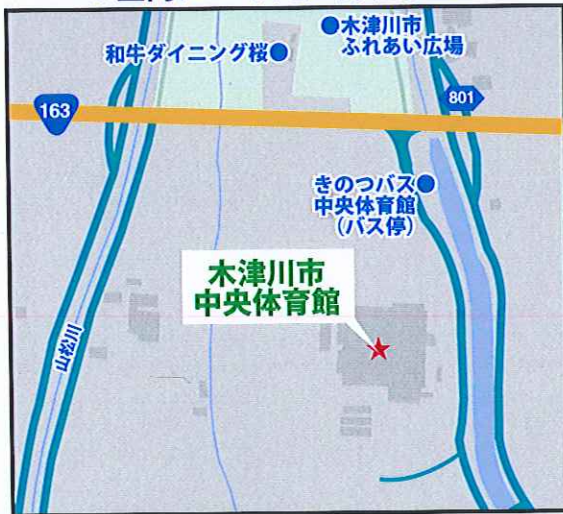 木津川市
ふれあい広場
和牛ダイニング桜
163
801
きのつバス
中央体育館
(バス停)
木津川市
中央体育館
山松川